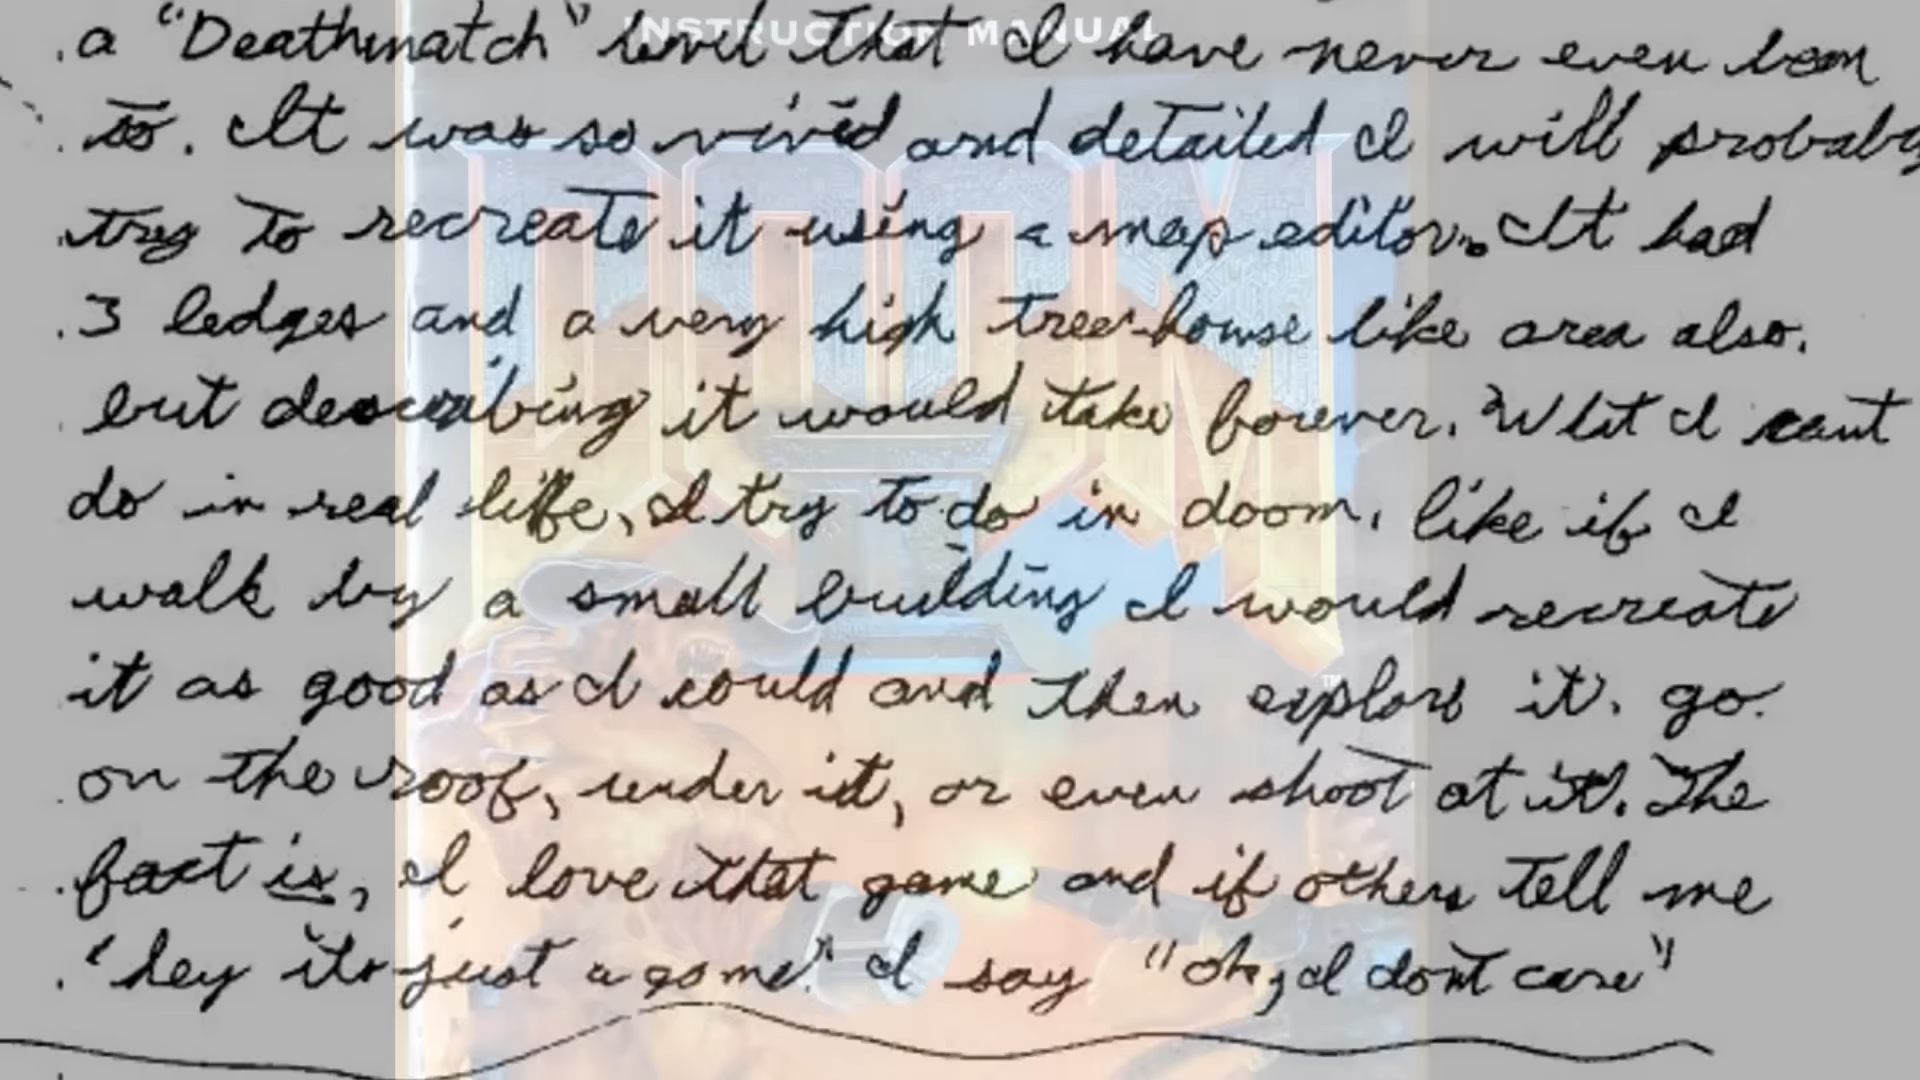 INSTRUCTION MANUAL
a "Deathmatch" level that I have never even been
to. It was so vivid and detailed I will probably
try to recreate it using a map editor. It had
3 ledges and a very high tree-house like area also.
but describing it would take forever. What I cant
do in real life, I try to do in doom. like if I
walk by a small building I would recreate
it as good as I could and then explore it. go
on the roof, under it, or even shoot at it. The
fact is, I love that game and if others tell me
"hey its just a game." I say "ok, I dont care"
DOOM
TM